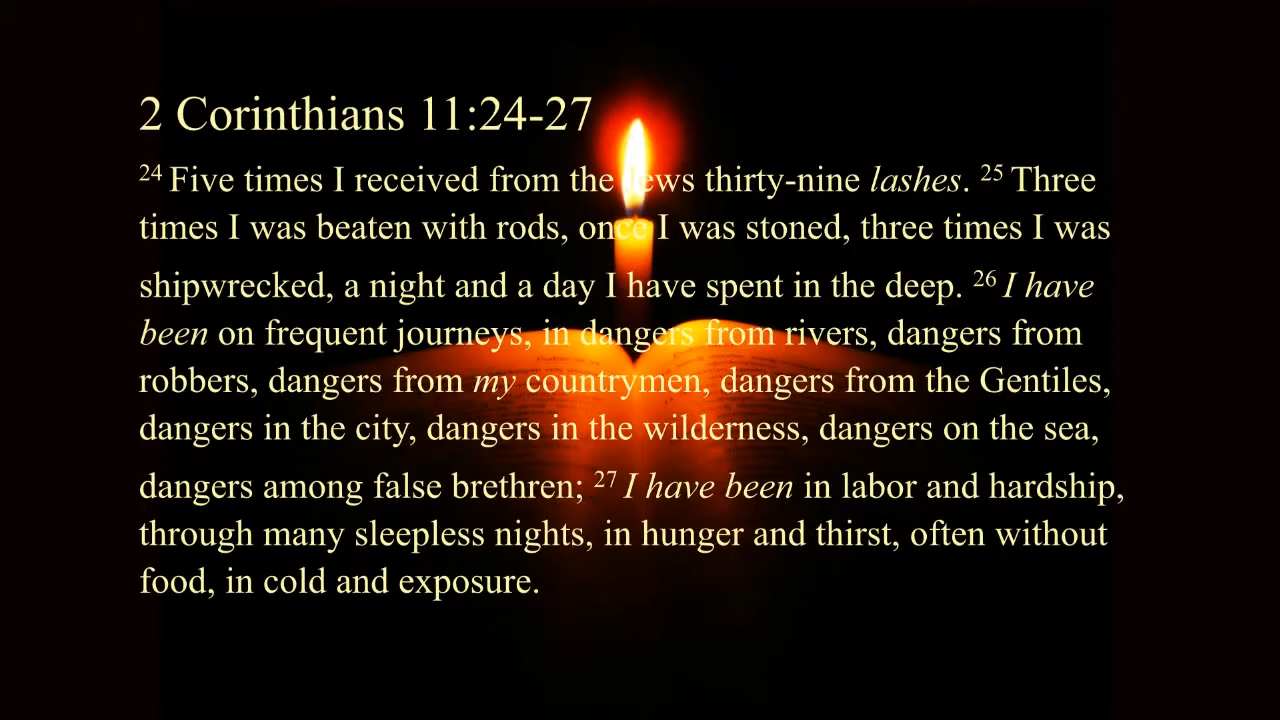 2 Corinthians 11:24-27
24 Five times I received from the Jews thirty-nine lashes. 25 Three
times I was beaten with rods, once I was stoned, three times I was
shipwrecked, a night and a day I have spent in the deep. 26 I have
been on frequent journeys, in dangers from rivers, dangers from
robbers, dangers from my countrymen, dangers from the Gentiles,
dangers in the city, dangers in the wilderness, dangers on the sea,
dangers among false brethren; 27 I have been in labor and hardship,
through many sleepless nights, in hunger and thirst, often without
food, in cold and exposure.